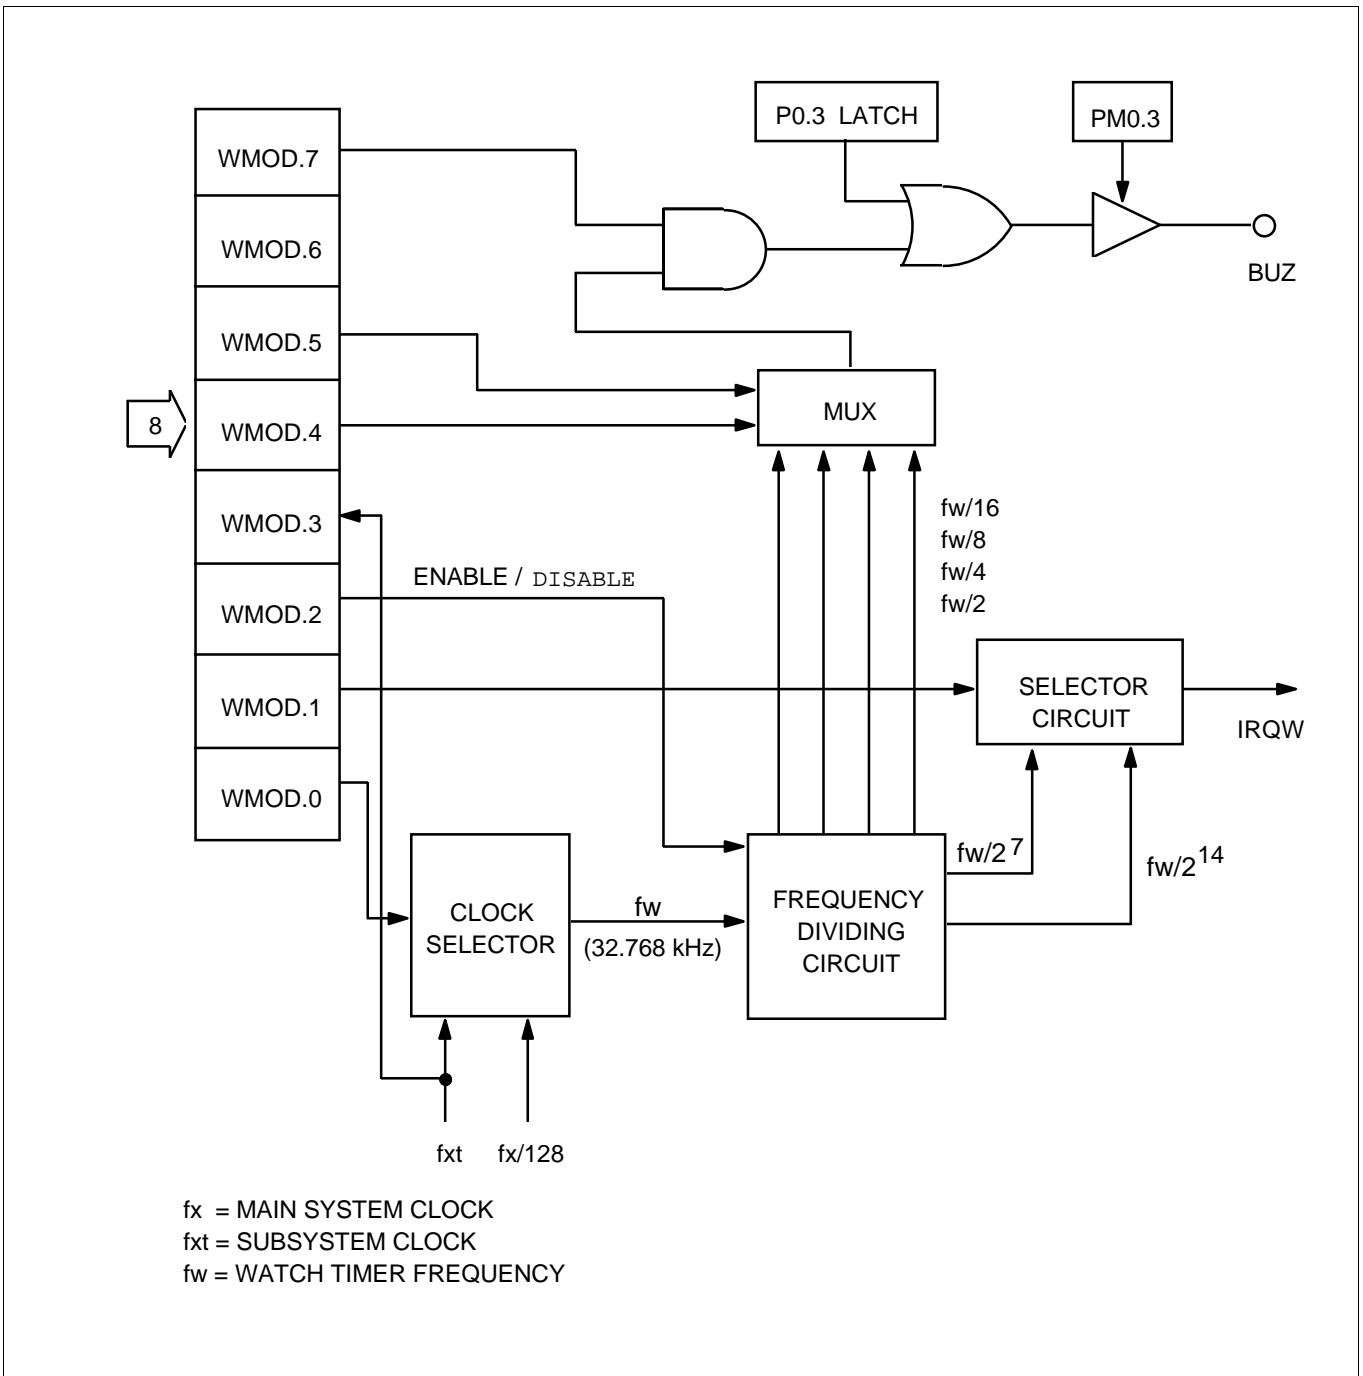 P0.3 LATCH
PM0.3
WMOD.7
WMOD.6
BUZ
WMOD.5
MUX
8
WMOD.4
fw/16
fw/8
fw/4
fw/2
WMOD.3
ENABLE / DISABLE
WMOD.2
WMOD.1
SELECTOR
CIRCUIT
IRQW
WMOD.0
fw/2^7
fw/2^14
CLOCK
SELECTOR
fw
(32.768 kHz)
FREQUENCY
DIVIDING
CIRCUIT
fxt
fx/128
fx = MAIN SYSTEM CLOCK
fxt = SUBSYSTEM CLOCK
fw = WATCH TIMER FREQUENCY